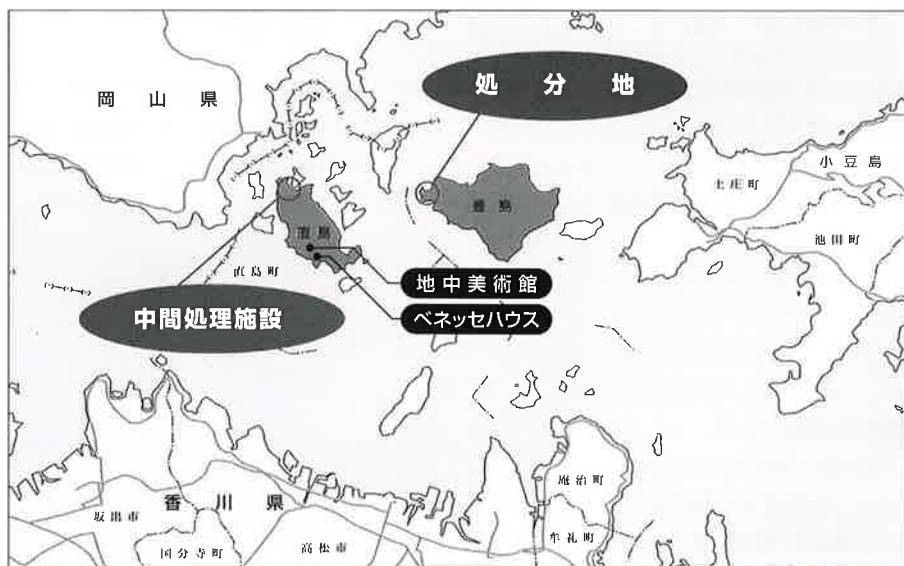 処分地
岡山県
小豆島
土庄町
豊島
直島
池田町
直島町
地中美術館
ベネッセハウス
中間処理施設
庵治町
香川県
坂出市
高松市
牟礼町
国分寺町